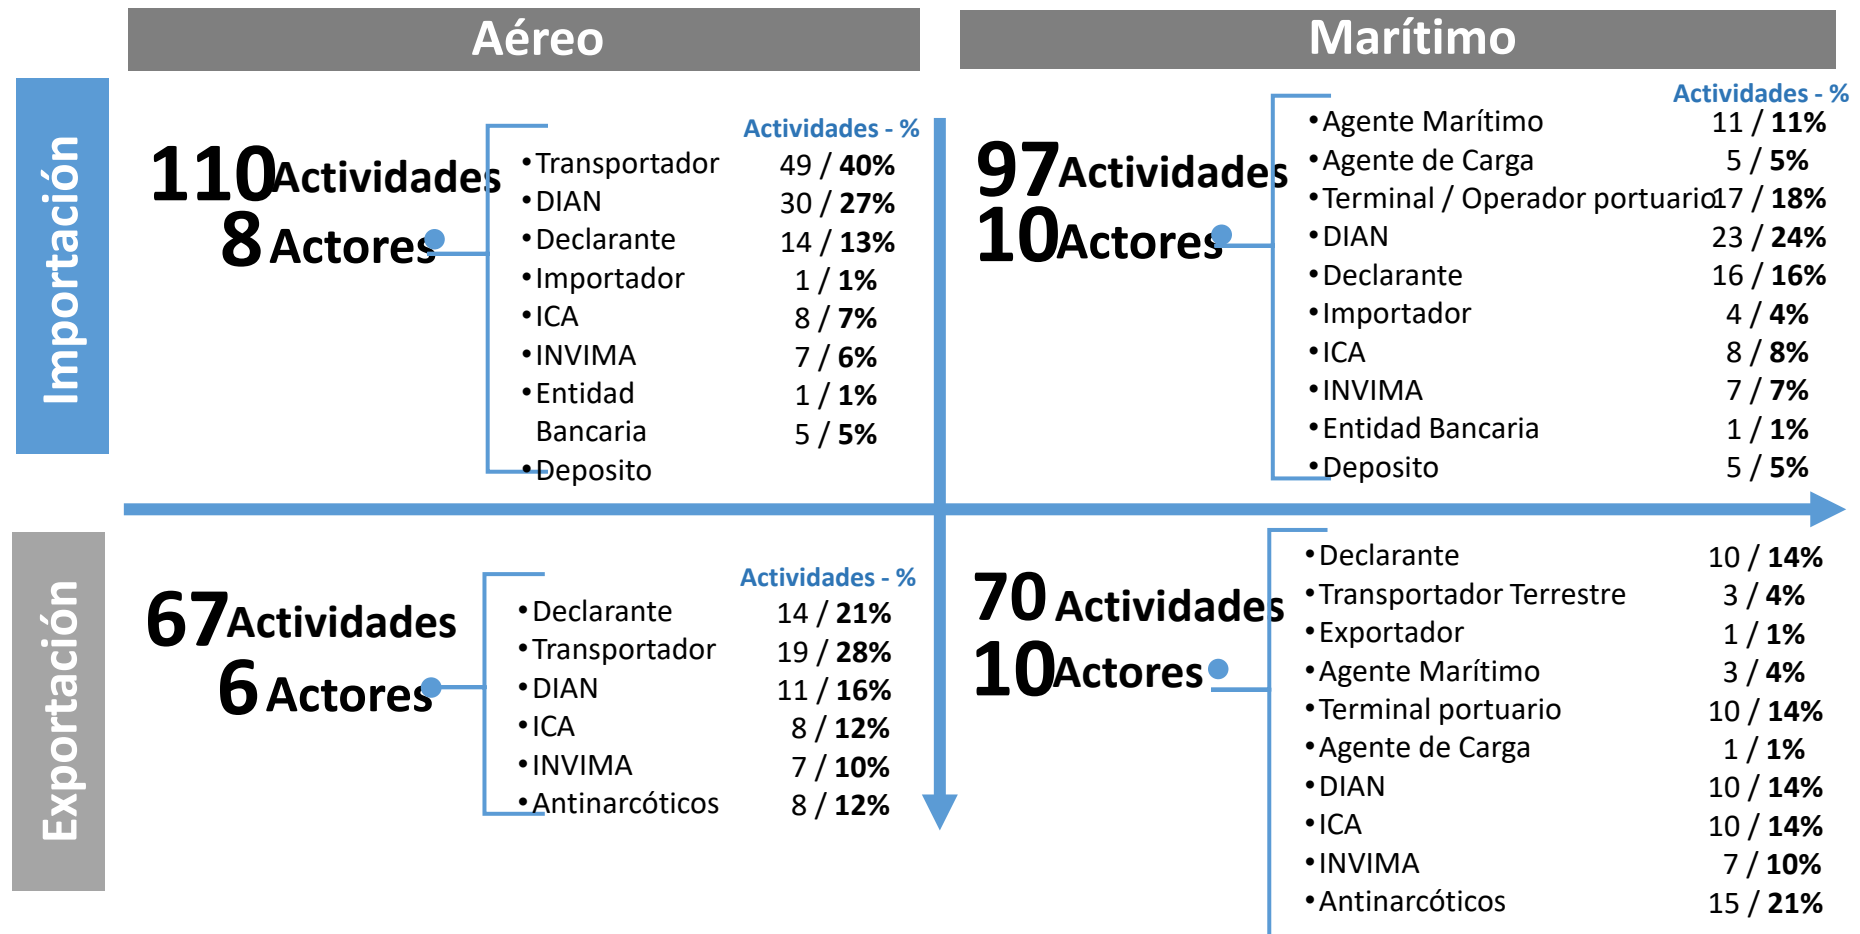 Aéreo
Marítimo
Importación
110 Actividades
8 Actores
Actividades - %
•Transportador 49 / 40%
•DIAN 30 / 27%
•Declarante 14 / 13%
•Importador 1 / 1%
•ICA 8 / 7%
•INVIMA 7 / 6%
•Entidad 1 / 1%
Bancaria 5 / 5%
•Deposito
97 Actividades
10 Actores
Actividades - %
•Agente Marítimo 11 / 11%
•Agente de Carga 5 / 5%
•Terminal / Operador portuario 17 / 18%
•DIAN 23 / 24%
•Declarante 16 / 16%
•Importador 4 / 4%
•ICA 8 / 8%
•INVIMA 7 / 7%
•Entidad Bancaria 1 / 1%
•Deposito 5 / 5%
Exportación
67 Actividades
6 Actores
Actividades - %
•Declarante 14 / 21%
•Transportador 19 / 28%
•DIAN 11 / 16%
•ICA 8 / 12%
•INVIMA 7 / 10%
•Antinarcóticos 8 / 12%
70 Actividades
10 Actores
•Declarante 10 / 14%
•Transportador Terrestre 3 / 4%
•Exportador 1 / 1%
•Agente Marítimo 3 / 4%
•Terminal portuario 10 / 14%
•Agente de Carga 1 / 1%
•DIAN 10 / 14%
•ICA 10 / 14%
•INVIMA 7 / 10%
•Antinarcóticos 15 / 21%